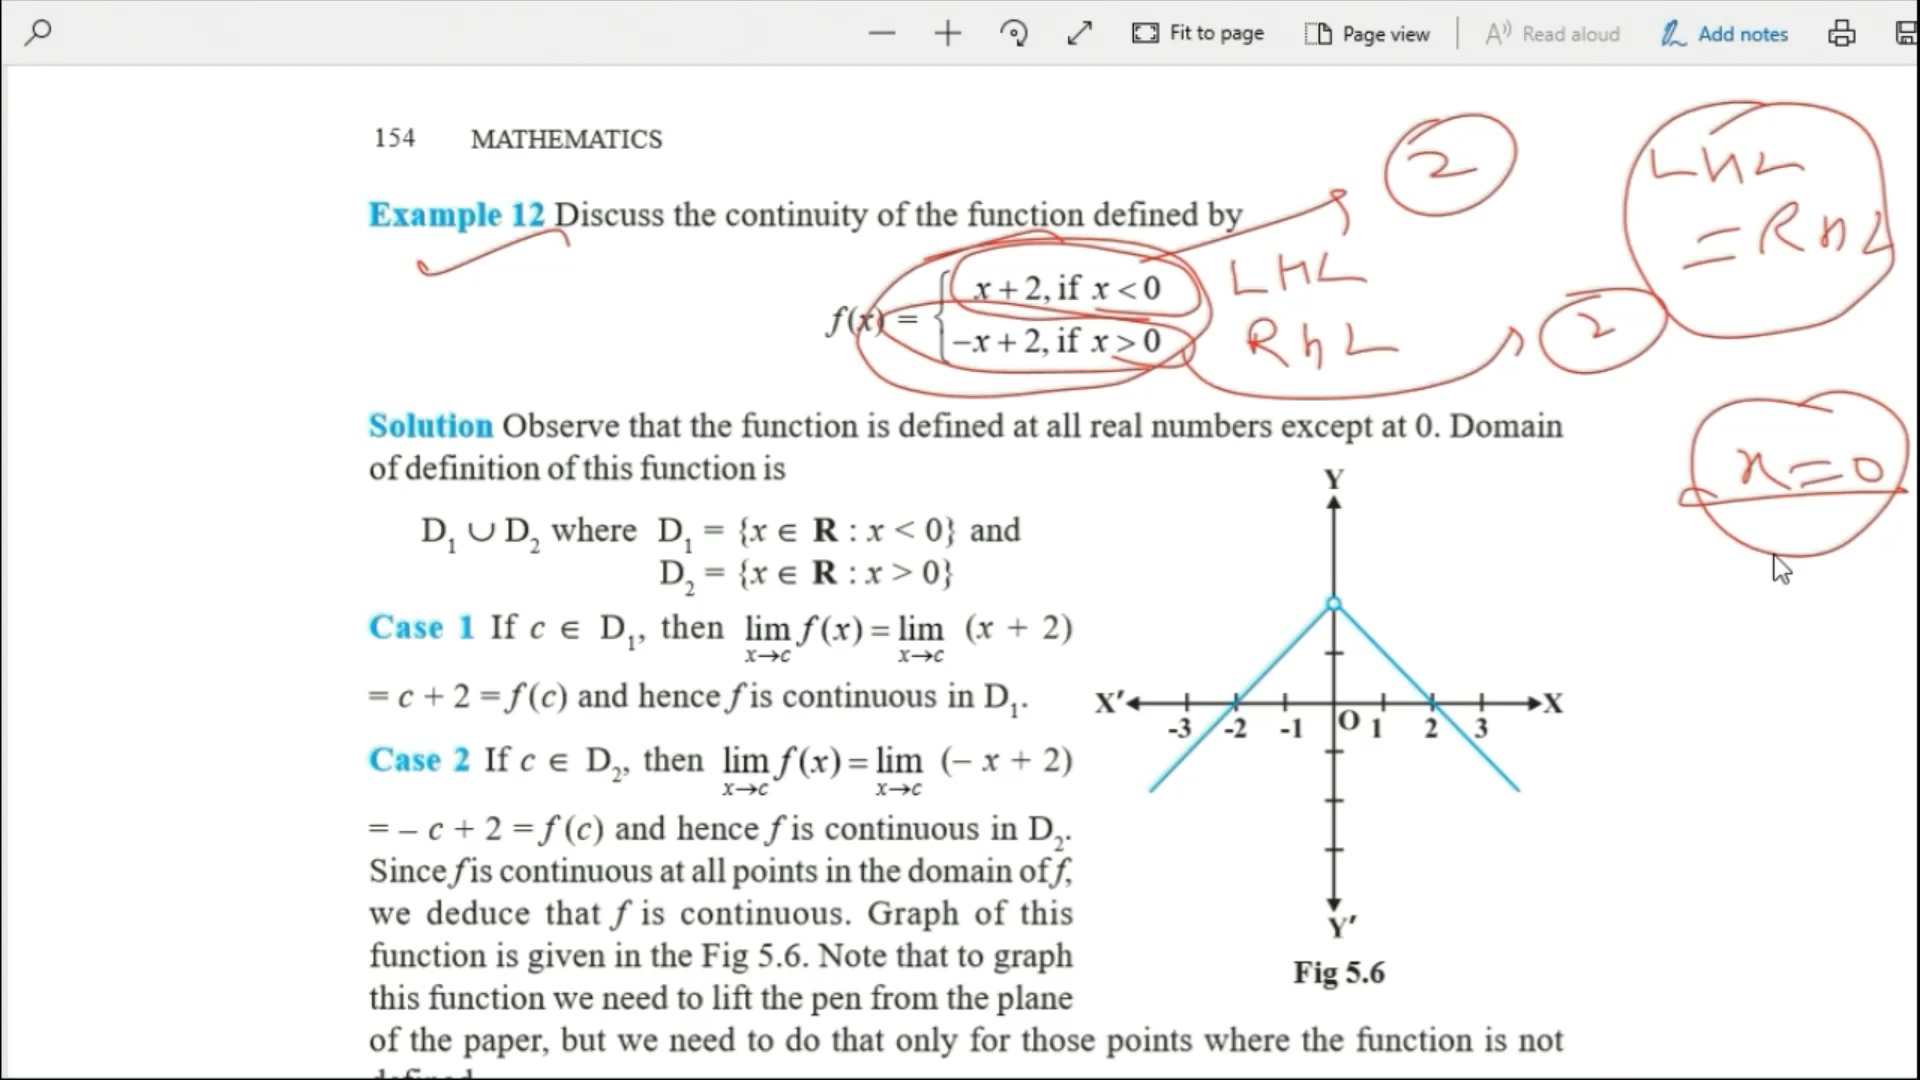 Fit to page Page view Read aloud Add notes
154 MATHEMATICS
Example 12 Discuss the continuity of the function defined by
f(x) = { x + 2, if x < 0
−x + 2, if x > 0
LHL
RhL
2
2
LHL
= RHL
x=0
Solution Observe that the function is defined at all real numbers except at 0. Domain
of definition of this function is
D₁ ∪ D₂ where D₁ = {x ∈ R : x < 0} and
D₂ = {x ∈ R : x > 0}
Case 1 If c ∈ D₁, then lim f(x) = lim (x + 2)
x→c x→c
= c + 2 = f(c) and hence f is continuous in D₁.
Case 2 If c ∈ D₂, then lim f(x) = lim (− x + 2)
x→c x→c
= − c + 2 = f(c) and hence f is continuous in D₂.
Since f is continuous at all points in the domain of f,
we deduce that f is continuous. Graph of this
function is given in the Fig 5.6. Note that to graph
this function we need to lift the pen from the plane
of the paper, but we need to do that only for those points where the function is not
Y
X′ X
-3 -2 -1 O 1 2 3
Y′
Fig 5.6